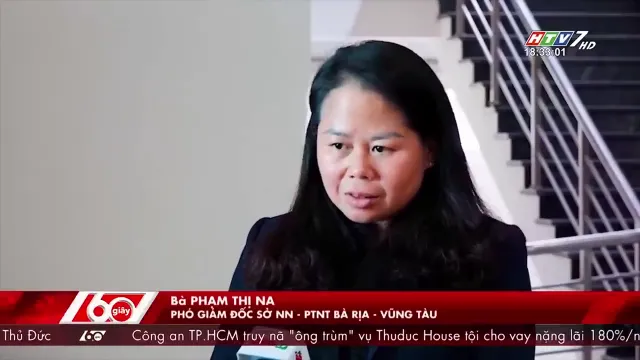 HTV7 HD
18:33:01
Bà PHẠM THỊ NA
60 giây
PHÓ GIÁM ĐỐC SỞ NN - PTNT BÀ RỊA - VŨNG TÀU
Thủ Đức Công an TP.HCM truy nã "ông trùm" vụ Thuduc House tội cho vay nặng lãi 180%/n